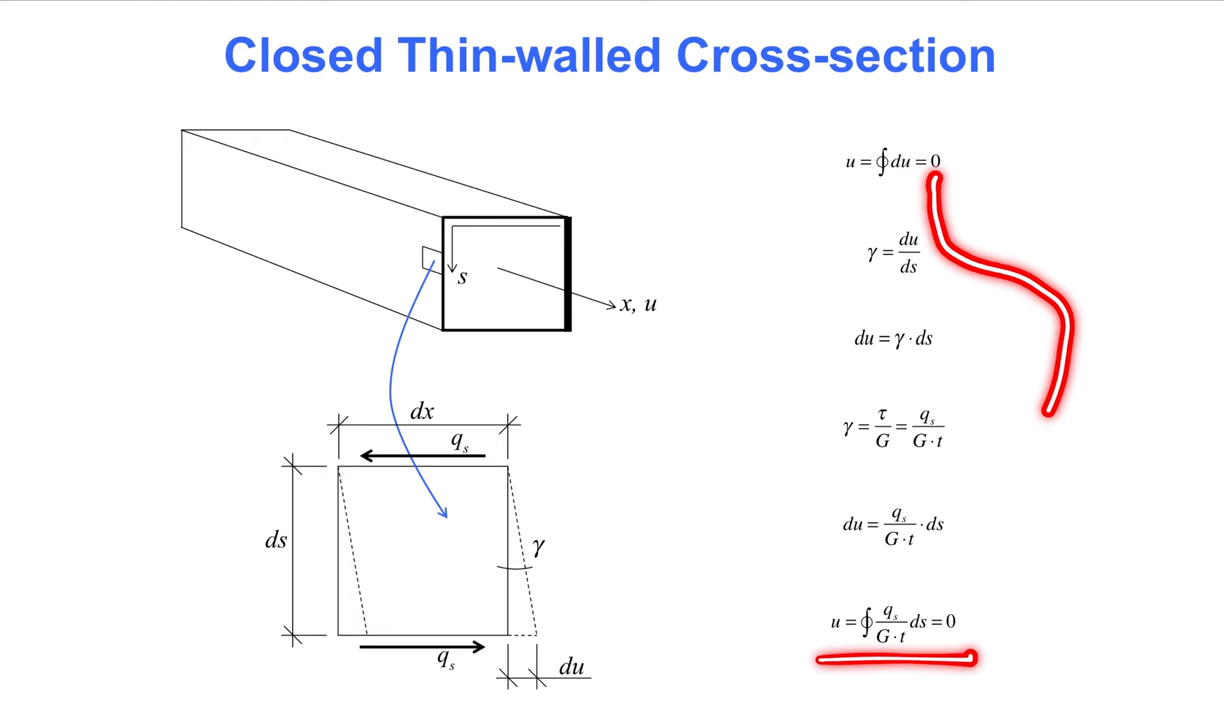 Closed Thin-walled Cross-section
s
x, u
dx
q_s
ds
γ
q_s
du
u = ∮ du = 0
γ = du/ds
du = γ · ds
γ = τ/G = q_s/(G · t)
du = q_s/(G · t) · ds
u = ∮ q_s/(G · t) ds = 0